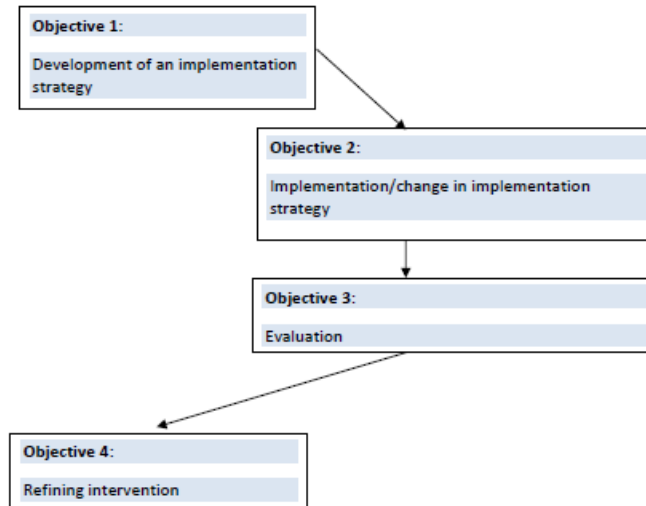 Objective 1:
Development of an implementation
strategy
Objective 2:
Implementation/change in implementation
strategy
Objective 3:
Evaluation
Objective 4:
Refining intervention